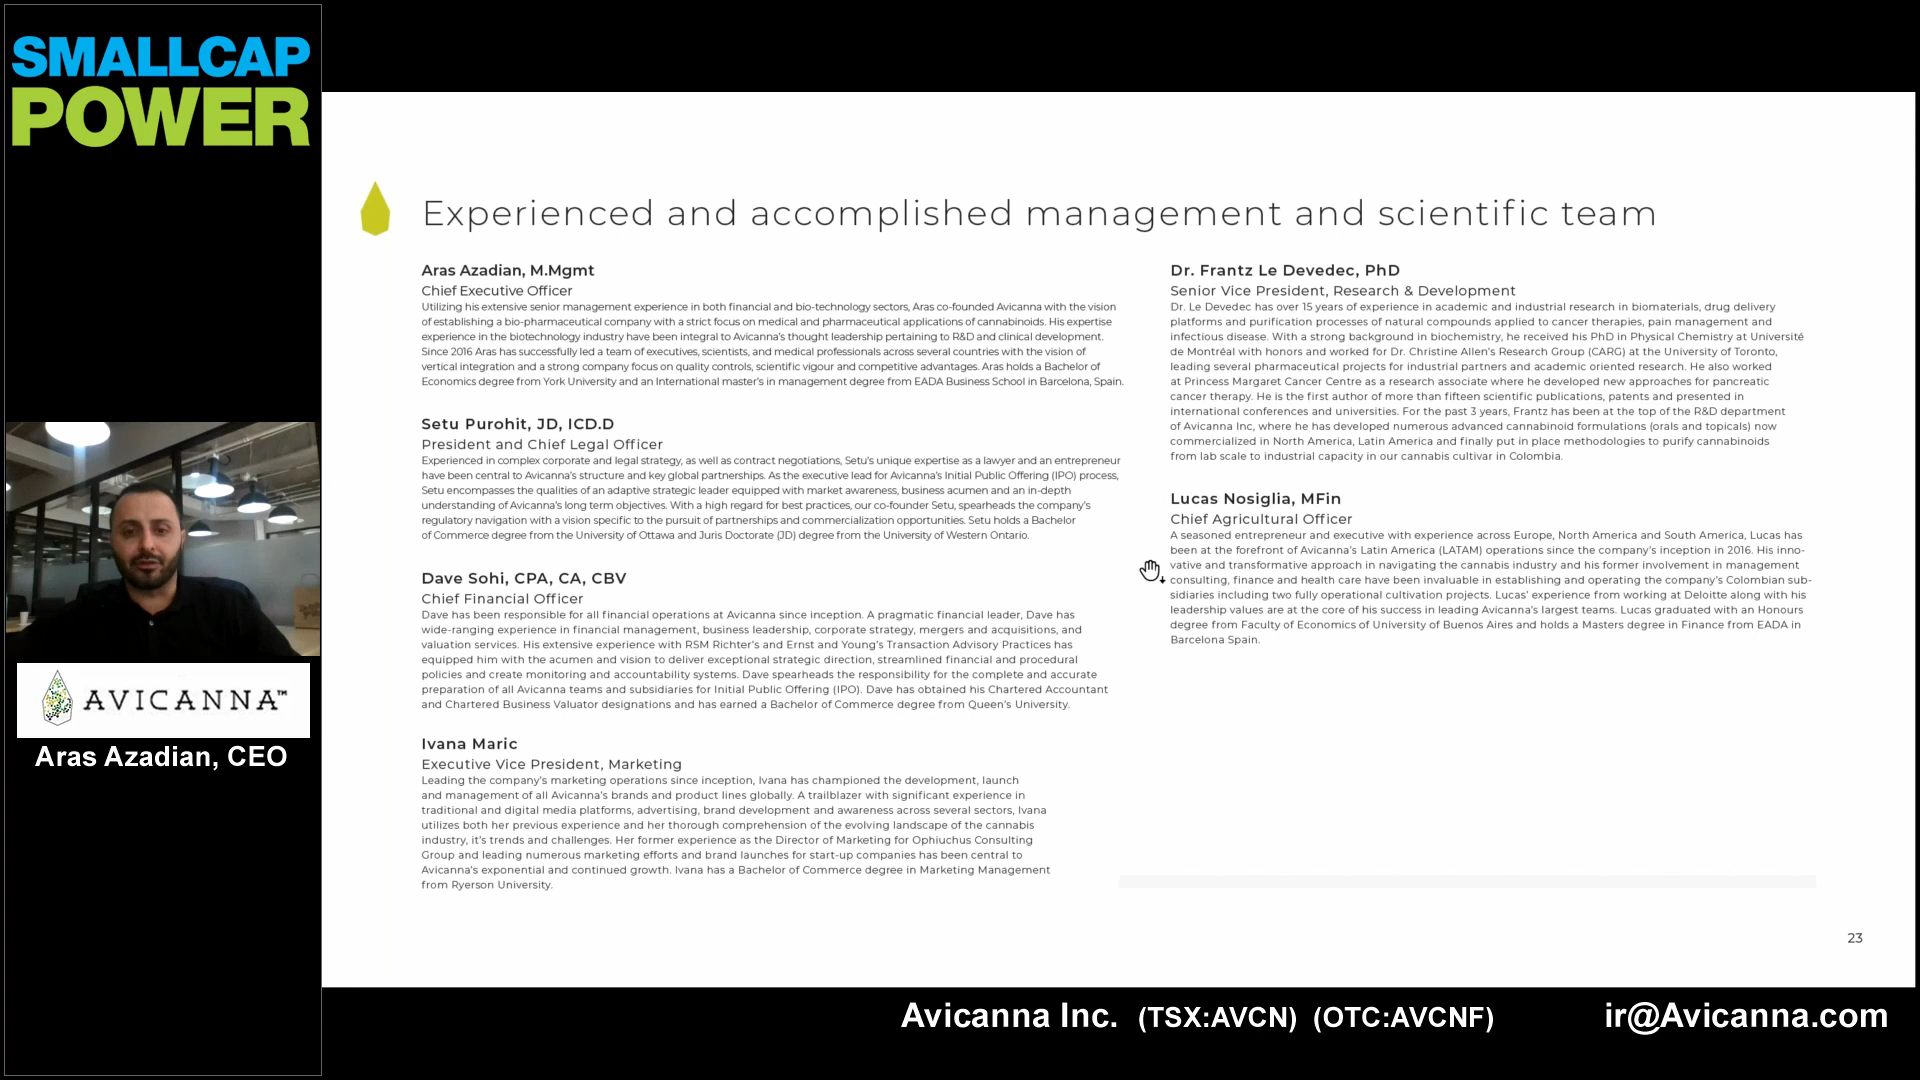 SMALLCAP
POWER
Experienced and accomplished management and scientific team
Aras Azadian, M.Mgmt
Chief Executive Officer
Utilizing his extensive senior management experience in both financial and bio-technology sectors, Aras co-founded Avicanna with the vision
of establishing a bio-pharmaceutical company with a strict focus on medical and pharmaceutical applications of cannabinoids. His expertise
experience in the biotechnology industry have been integral to Avicanna's thought leadership pertaining to R&D and clinical development.
Since 2016 Aras has successfully led a team of executives, scientists, and medical professionals across several countries with the vision of
vertical integration and a strong company focus on quality controls, scientific vigour and competitive advantages. Aras holds a Bachelor of
Economics degree from York University and an International master's in management degree from EADA Business School in Barcelona, Spain.
Setu Purohit, JD, ICD.D
President and Chief Legal Officer
Experienced in complex corporate and legal strategy, as well as contract negotiations, Setu's unique expertise as a lawyer and an entrepreneur
have been central to Avicanna's structure and key global partnerships. As the executive lead for Avicanna's Initial Public Offering (IPO) process,
Setu encompasses the qualities of an adaptive strategic leader equipped with market awareness, business acumen and an in-depth
understanding of Avicanna's long term objectives. With a high regard for best practices, our co-founder Setu, spearheads the company's
regulatory navigation with a vision specific to the pursuit of partnerships and commercialization opportunities. Setu holds a Bachelor
of Commerce degree from the University of Ottawa and Juris Doctorate (JD) degree from the University of Western Ontario.
Dave Sohi, CPA, CA, CBV
Chief Financial Officer
Dave has been responsible for all financial operations at Avicanna since inception. A pragmatic financial leader, Dave has
wide-ranging experience in financial management, business leadership, corporate strategy, mergers and acquisitions, and
valuation services. His extensive experience with RSM Richter's and Ernst and Young's Transaction Advisory Practices has
equipped him with the acumen and vision to deliver exceptional strategic direction, streamlined financial and procedural
policies and create monitoring and accountability systems. Dave spearheads the responsibility for the complete and accurate
preparation of all Avicanna teams and subsidiaries for Initial Public Offering (IPO). Dave has obtained his Chartered Accountant
and Chartered Business Valuator designations and has earned a Bachelor of Commerce degree from Queen's University.
Ivana Maric
Executive Vice President, Marketing
Leading the company's marketing operations since inception, Ivana has championed the development, launch
and management of all Avicanna's brands and product lines globally. A trailblazer with significant experience in
traditional and digital media platforms, advertising, brand development and awareness across several sectors, Ivana
utilizes both her previous experience and her thorough comprehension of the evolving landscape of the cannabis
industry, it's trends and challenges. Her former experience as the Director of Marketing for Ophiuchus Consulting
Group and leading numerous marketing efforts and brand launches for start-up companies has been central to
Avicanna's exponential and continued growth. Ivana has a Bachelor of Commerce degree in Marketing Management
from Ryerson University.
Dr. Frantz Le Devedec, PhD
Senior Vice President, Research & Development
Dr. Le Devedec has over 15 years of experience in academic and industrial research in biomaterials, drug delivery
platforms and purification processes of natural compounds applied to cancer therapies, pain management and
infectious disease. With a strong background in biochemistry, he received his PhD in Physical Chemistry at Université
de Montréal with honors and worked for Dr. Christine Allen's Research Group (CARG) at the University of Toronto,
leading several pharmaceutical projects for industrial partners and academic oriented research. He also worked
at Princess Margaret Cancer Centre as a research associate where he developed new approaches for pancreatic
cancer therapy. He is the first author of more than fifteen scientific publications, patents and presented in
international conferences and universities. For the past 3 years, Frantz has been at the top of the R&D department
of Avicanna Inc, where he has developed numerous advanced cannabinoid formulations (orals and topicals) now
commercialized in North America, Latin America and finally put in place methodologies to purify cannabinoids
from lab scale to industrial capacity in our cannabis cultivar in Colombia.
Lucas Nosiglia, MFin
Chief Agricultural Officer
A seasoned entrepreneur and executive with experience across Europe, North America and South America, Lucas has
been at the forefront of Avicanna's Latin America (LATAM) operations since the company's inception in 2016. His inno-
vative and transformative approach in navigating the cannabis industry and his former involvement in management
consulting, finance and health care have been invaluable in establishing and operating the company's Colombian sub-
sidiaries including two fully operational cultivation projects. Lucas' experience from working at Deloitte along with his
leadership values are at the core of his success in leading Avicanna's largest teams. Lucas graduated with an Honours
degree from Faculty of Economics of University of Buenos Aires and holds a Masters degree in Finance from EADA in
Barcelona Spain.
23
AVICANNA™
Aras Azadian, CEO
Avicanna Inc. (TSX:AVCN) (OTC:AVCNF) ir@Avicanna.com